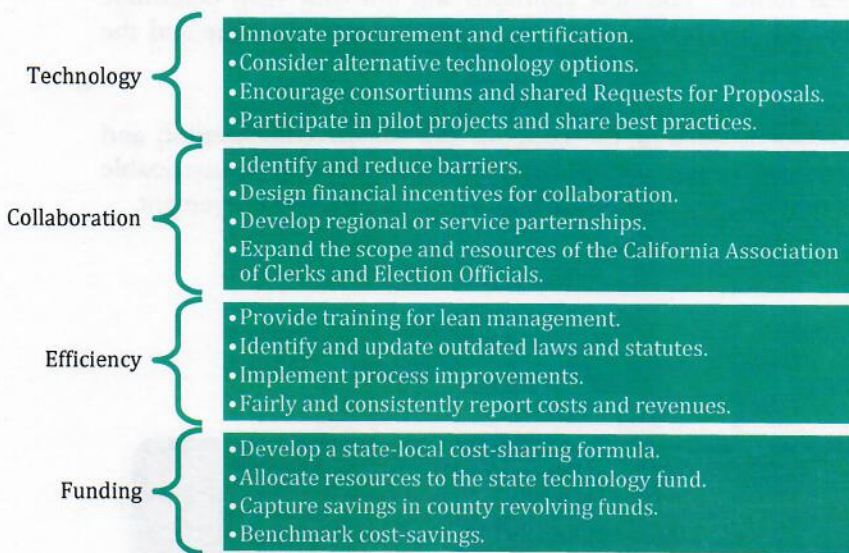 Technology
• Innovate procurement and certification.
• Consider alternative technology options.
• Encourage consortiums and shared Requests for Proposals.
• Participate in pilot projects and share best practices.
Collaboration
• Identify and reduce barriers.
• Design financial incentives for collaboration.
• Develop regional or service parternships.
• Expand the scope and resources of the California Association
of Clerks and Election Officials.
Efficiency
• Provide training for lean management.
• Identify and update outdated laws and statutes.
• Implement process improvements.
• Fairly and consistently report costs and revenues.
Funding
• Develop a state-local cost-sharing formula.
• Allocate resources to the state technology fund.
• Capture savings in county revolving funds.
• Benchmark cost-savings.